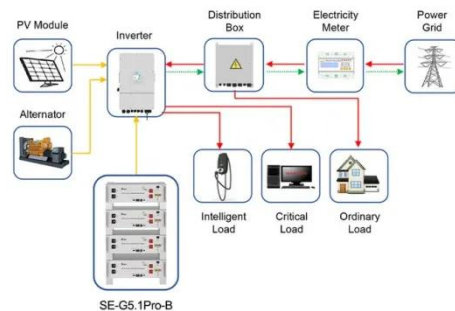 PV Module
Inverter
Distribution
Box
Electricity
Meter
Power
Grid
Alternator
Intelligent
Load
Critical
Load
Ordinary
Load
SE-G5.1Pro-B